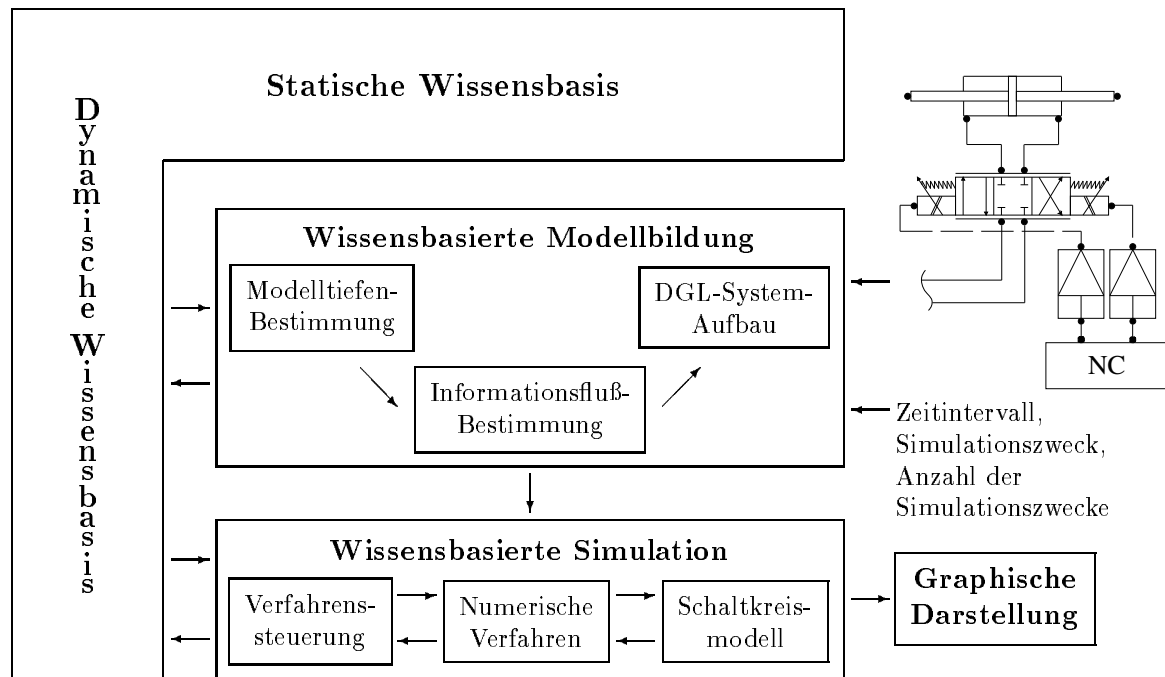 Statische Wissensbasis
Dynamische Wissensbasis
Wissensbasierte Modellbildung
Modelltiefen-
Bestimmung
DGL-System-
Aufbau
Informationsfluß-
Bestimmung
NC
Zeitintervall,
Simulationszweck,
Anzahl der
Simulationszwecke
Wissensbasierte Simulation
Verfahrens-
steuerung
Numerische
Verfahren
Schaltkreis-
modell
Graphische
Darstellung